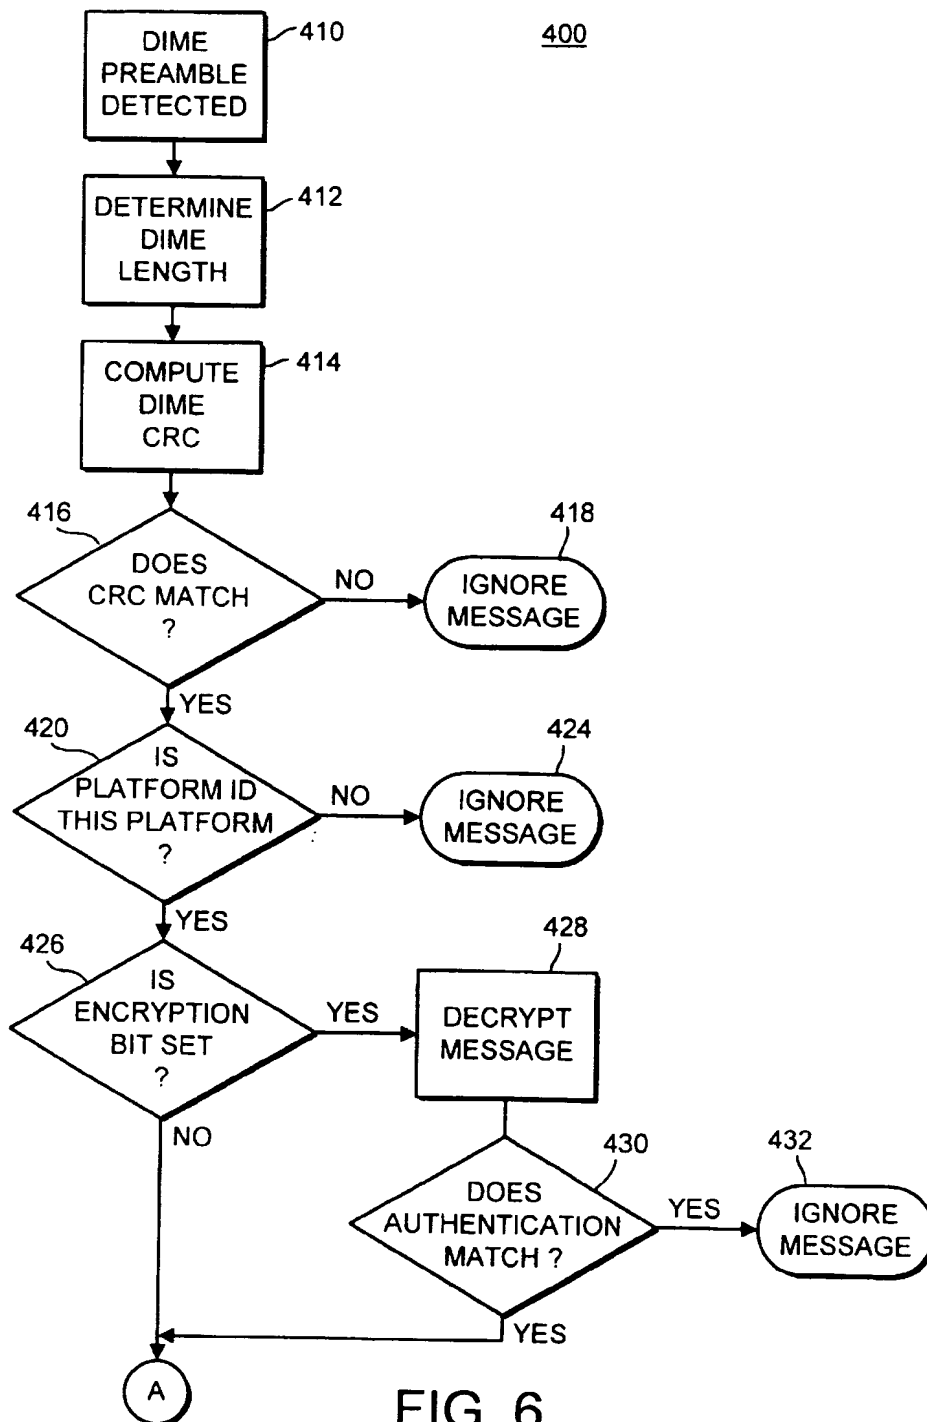 410
400
DIME
PREAMBLE
DETECTED
412
DETERMINE
DIME
LENGTH
414
COMPUTE
DIME
CRC
416
DOES
CRC MATCH
?
NO
418
IGNORE
MESSAGE
YES
420
IS
PLATFORM ID
THIS PLATFORM
?
NO
424
IGNORE
MESSAGE
YES
426
IS
ENCRYPTION
BIT SET
?
YES
428
DECRYPT
MESSAGE
NO
430
DOES
AUTHENTICATION
MATCH ?
YES
432
IGNORE
MESSAGE
YES
A
FIG. 6